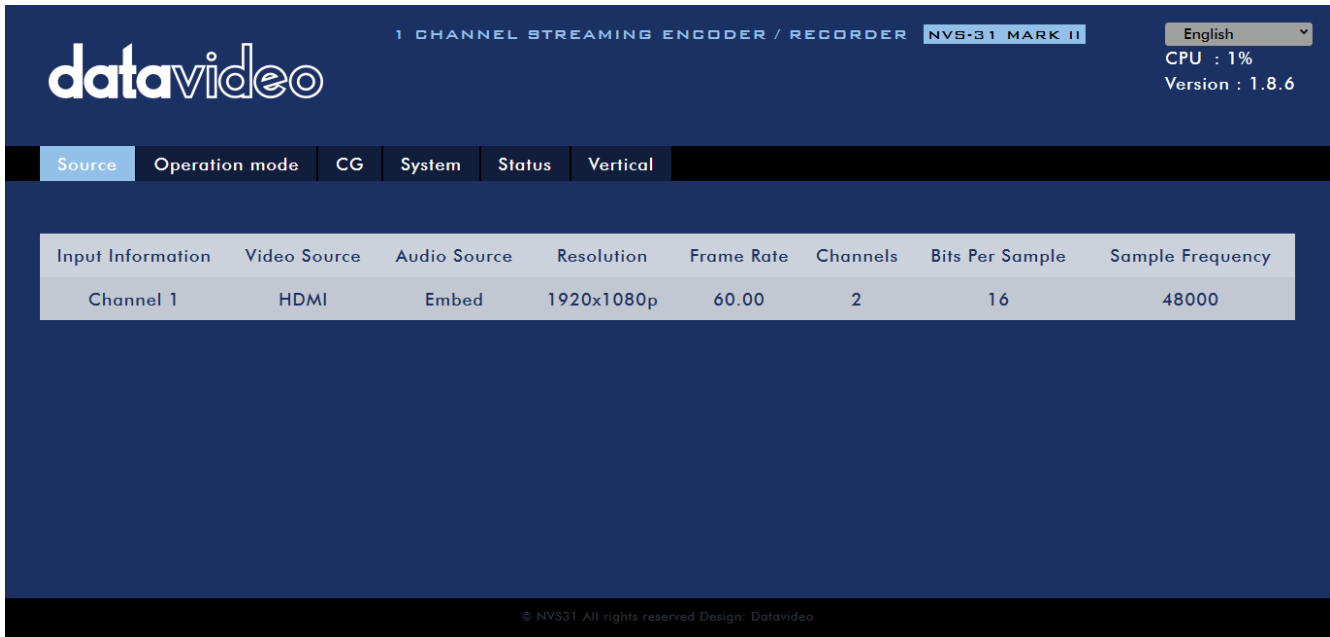 1 CHANNEL STREAMING ENCODER / RECORDER NVS-31 MARK II
English
datavideo
CPU : 1%
Version : 1.8.6
Source Operation mode CG System Status Vertical
Input Information Video Source Audio Source Resolution Frame Rate Channels Bits Per Sample Sample Frequency
Channel 1 HDMI Embed 1920x1080p 60.00 2 16 48000
© NVS31 All rights reserved Design: Datavideo